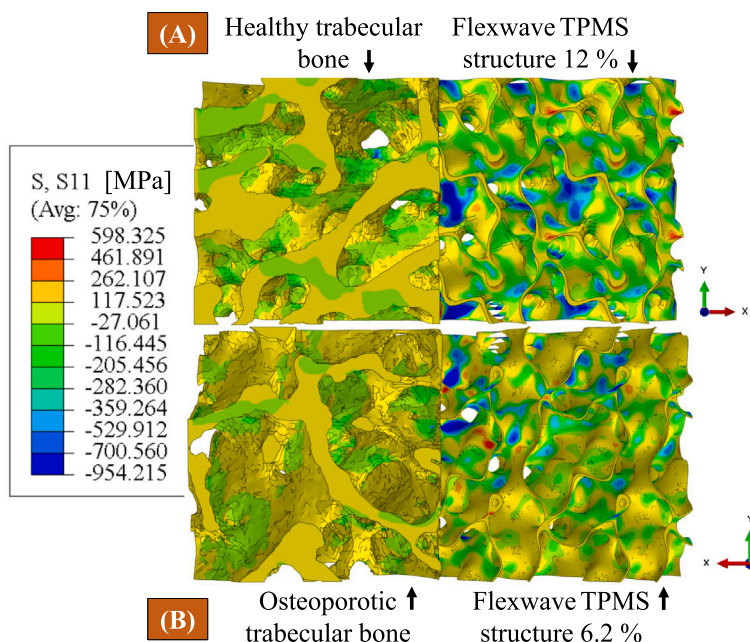 (A)
Healthy trabecular
bone
Flexwave TPMS
structure 12 %
S, S11 [MPa]
(Avg: 75%)
598.325
461.891
262.107
117.523
-27.061
-116.445
-205.456
-282.360
-359.264
-529.912
-700.560
-954.215
Y
X
Y
X
(B)
Osteoporotic
trabecular bone
Flexwave TPMS
structure 6.2 %